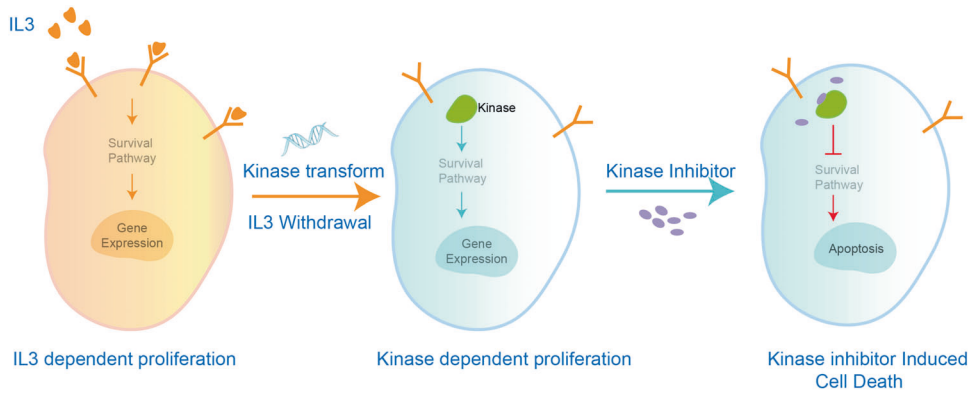 IL3
Survival
Pathway
Gene
Expression
IL3 dependent proliferation
Kinase transform
IL3 Withdrawal
Kinase
Survival
Pathway
Gene
Expression
Kinase dependent proliferation
Kinase Inhibitor
Survival
Pathway
Apoptosis
Kinase inhibitor Induced
Cell Death